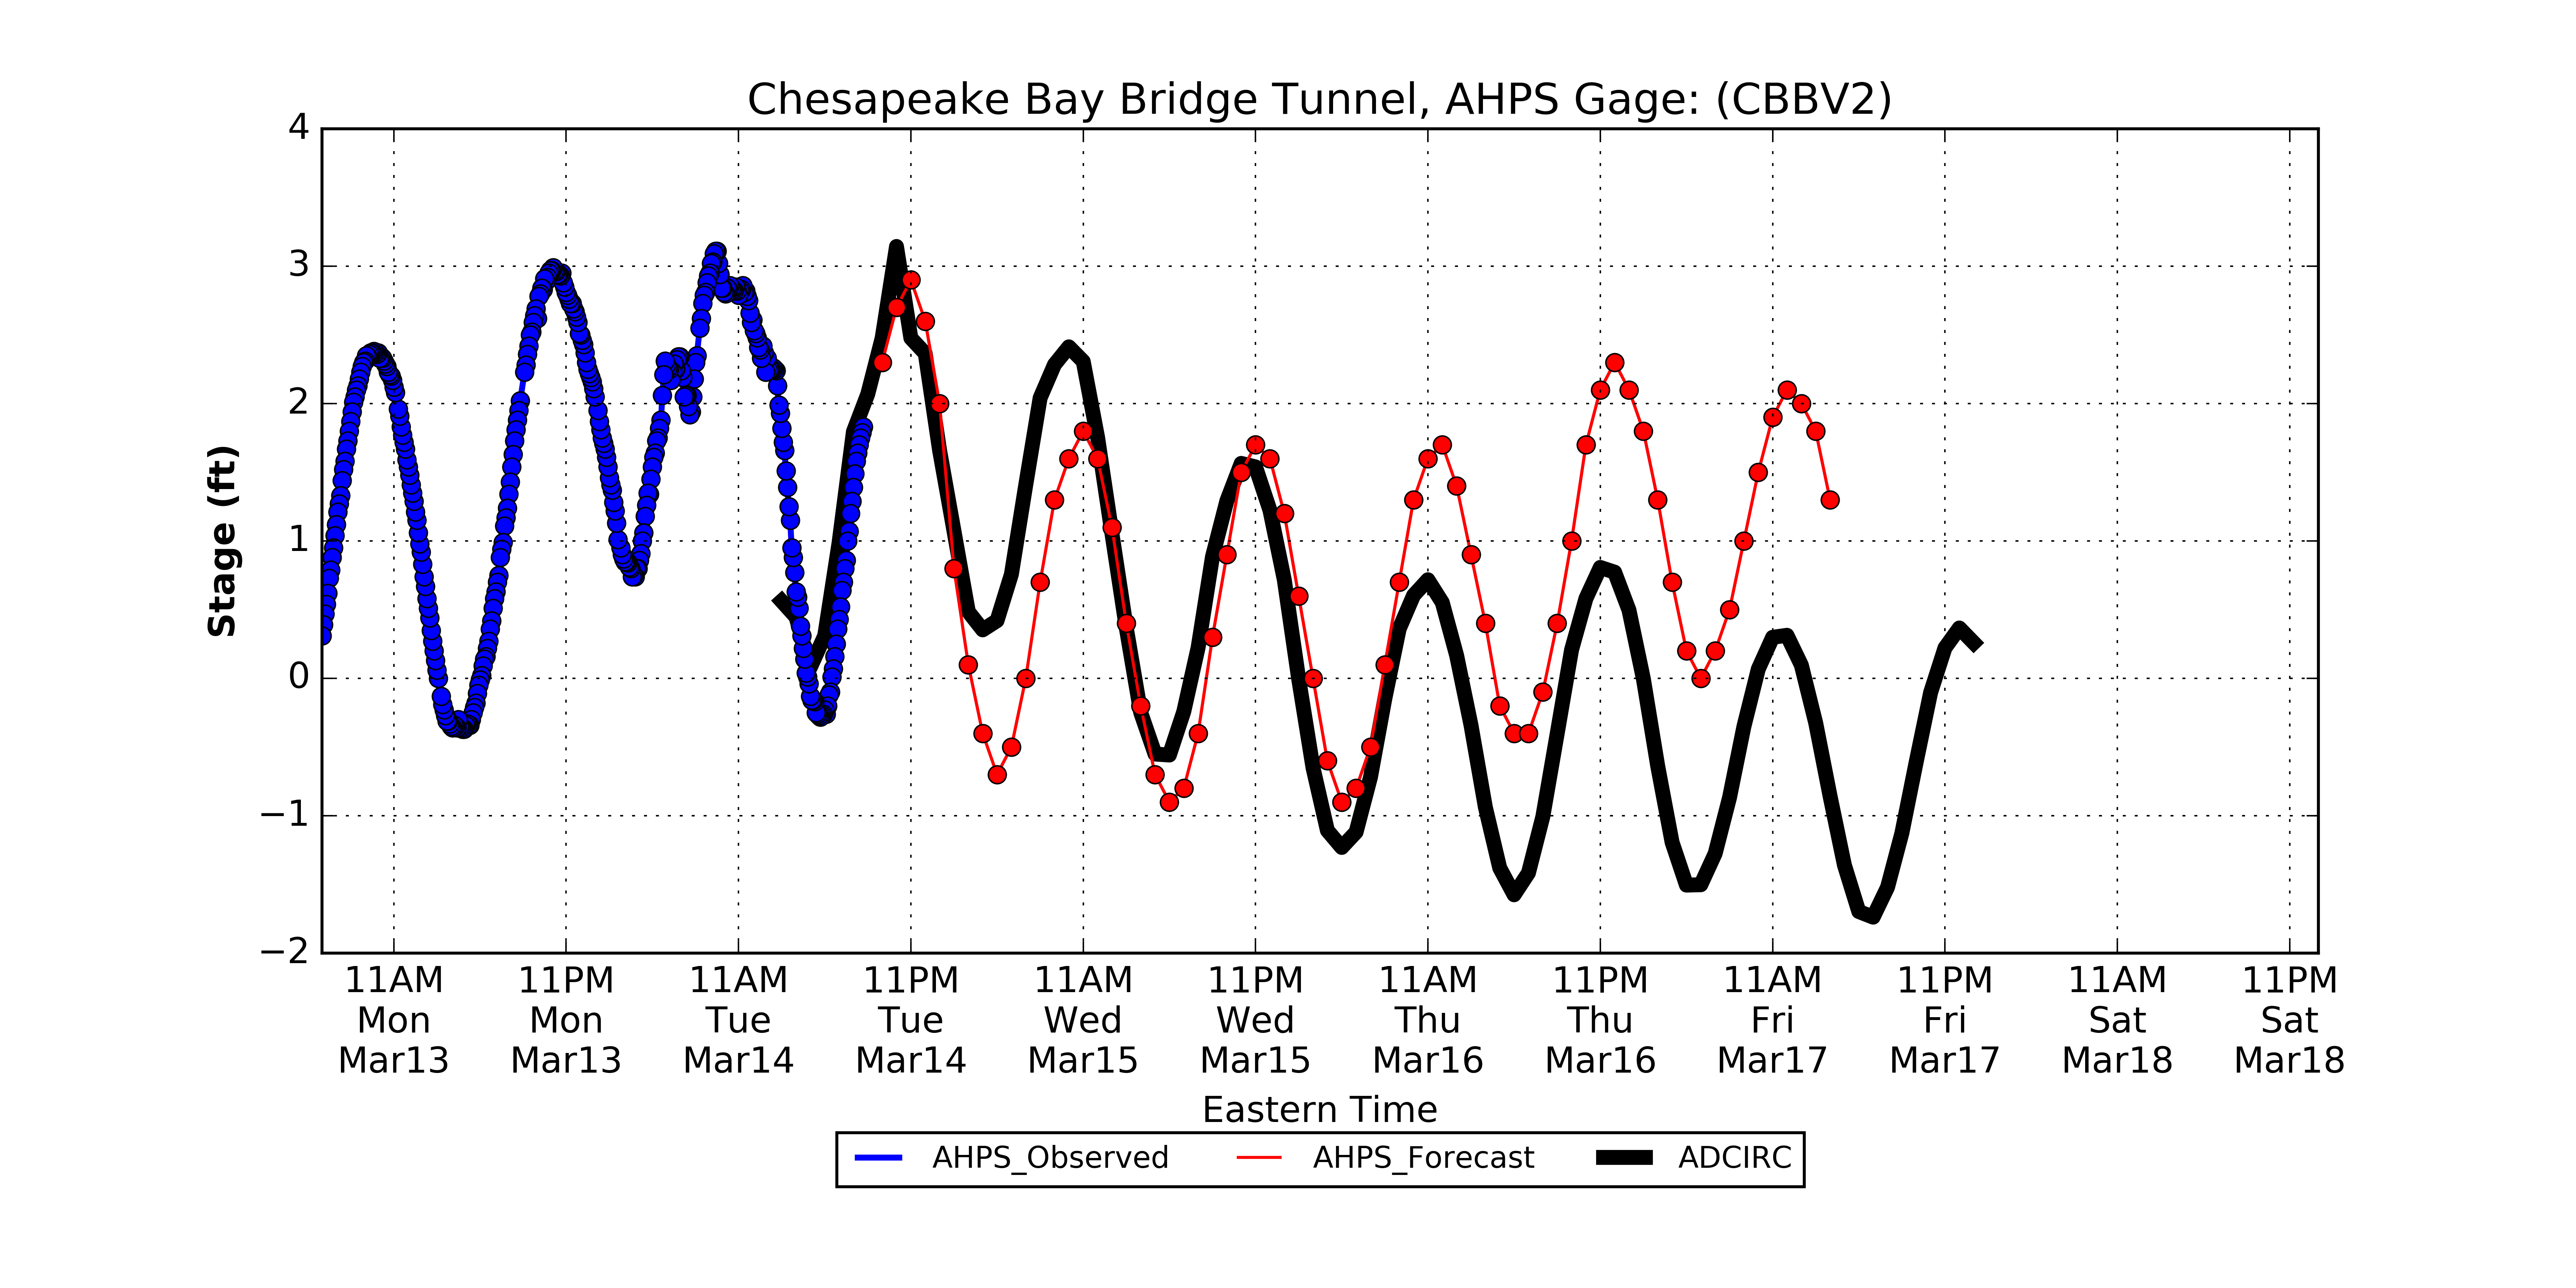 Chesapeake Bay Bridge Tunnel, AHPS Gage: (CBBV2)
4
3
2
1
0
−1
−2
Stage (ft)
11AM 11PM 11AM 11PM 11AM 11PM 11AM 11PM 11AM 11PM 11AM 11PM
Mon Mon Tue Tue Wed Wed Thu Thu Fri Fri Sat Sat
Mar13 Mar13 Mar14 Mar14 Mar15 Mar15 Mar16 Mar16 Mar17 Mar17 Mar18 Mar18
Eastern Time
AHPS_Observed AHPS_Forecast ADCIRC